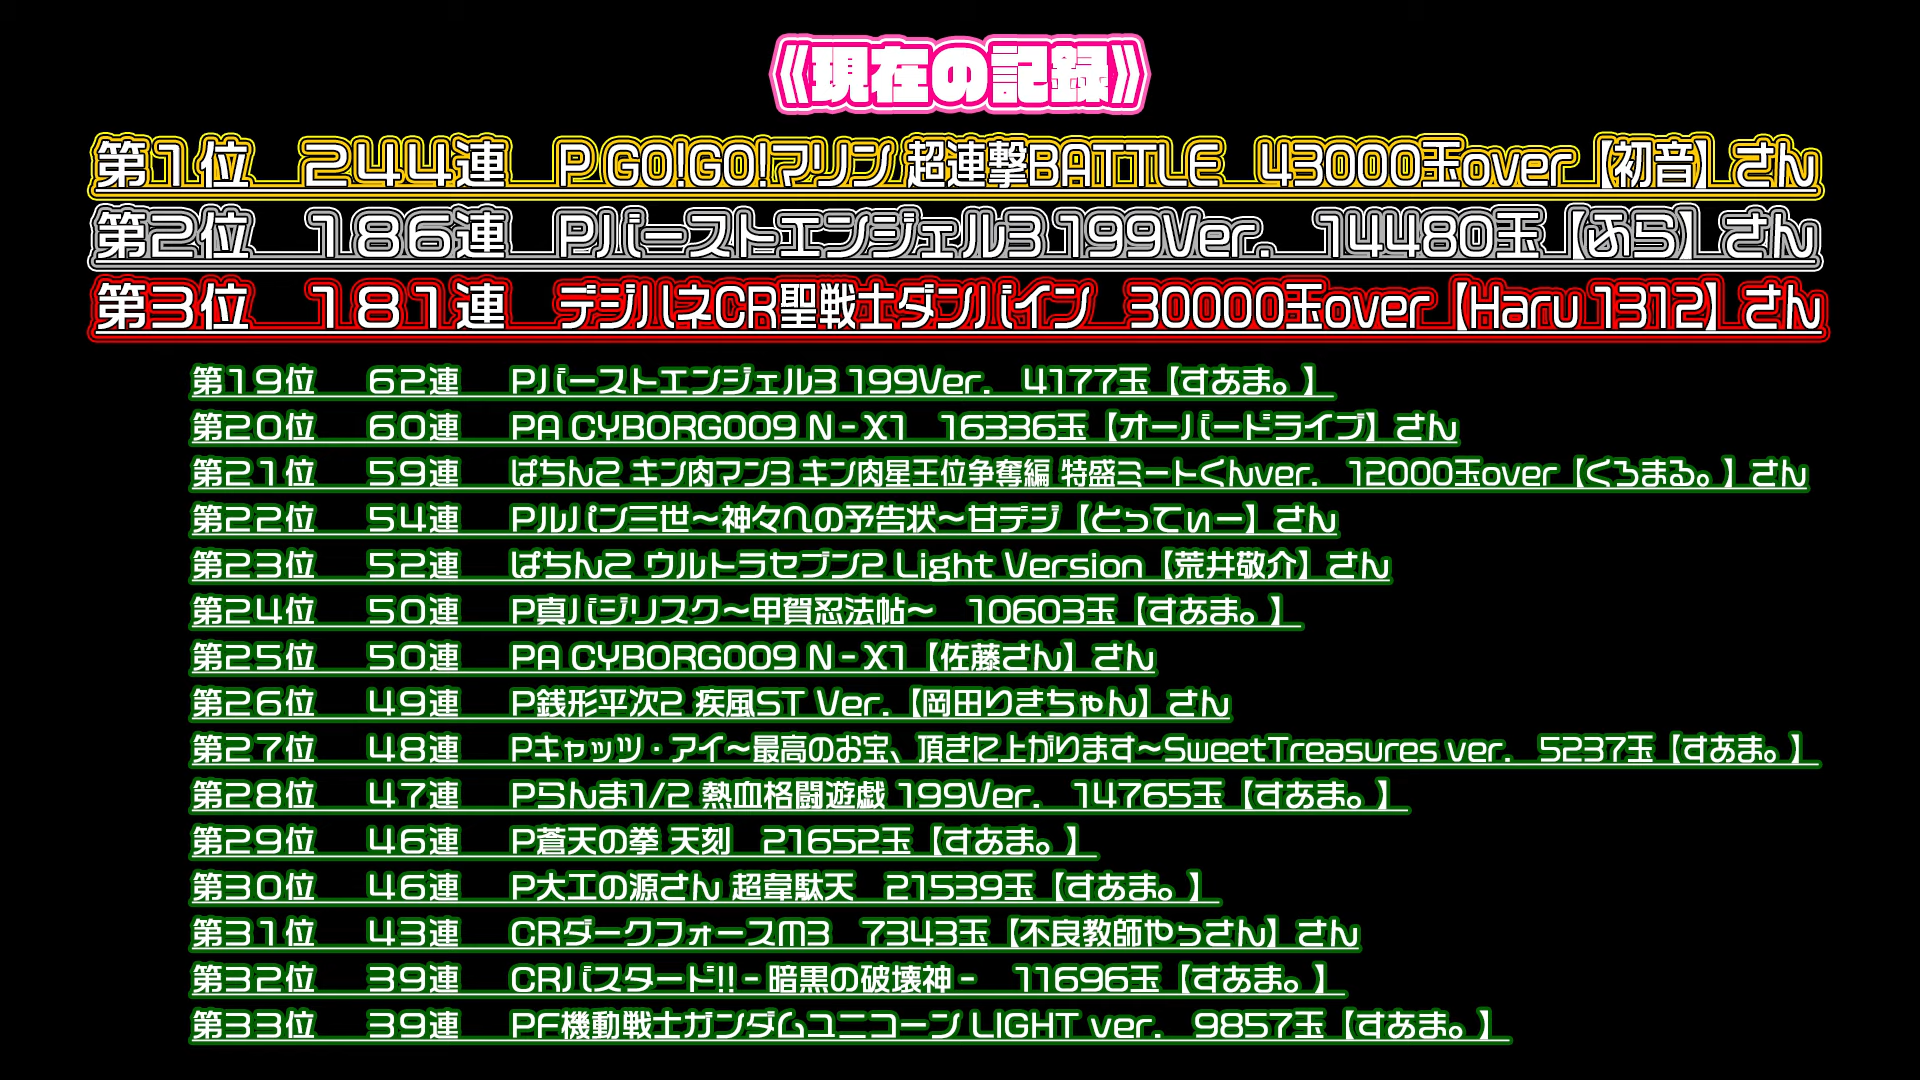 《現在の記録》
第1位 244連 P GO!GO!マリン 超連撃BATTLE 43000玉over【初音】さん
第2位 186連 Pバーストエンジェル3 199Ver. 14480玉【みら】さん
第3位 181連 デジハネCR聖戦士ダンバイン 30000玉over【Haru 1312】さん
第19位 62連 Pバーストエンジェル3 199Ver. 4177玉【すあま。】
第20位 60連 PA CYBORG009 N-X1 16336玉【オーバードライブ】さん
第21位 59連 ぱちんこ キン肉マン3 キン肉星王位争奪編 特盛ミートくんver. 12000玉over【くろまる。】さん
第22位 54連 Pルパン三世～神々への予告状～甘デジ【とってぃー】さん
第23位 52連 ぱちんこ ウルトラセブン2 Light Version【荒井敬介】さん
第24位 50連 P真バジリスク～甲賀忍法帖～ 10603玉【すあま。】
第25位 50連 PA CYBORG009 N-X1【佐藤さん】さん
第26位 49連 P銭形平次2 疾風ST Ver.【岡田りきちゃん】さん
第27位 48連 Pキャッツ・アイ～最高のお宝、頂きに上がります～SweetTreasures ver. 5237玉【すあま。】
第28位 47連 Pらんま1/2 熱血格闘遊戯 199Ver. 14765玉【すあま。】
第29位 46連 P蒼天の拳 天刻 21652玉【すあま。】
第30位 46連 P大工の源さん 超韋駄天 21539玉【すあま。】
第31位 43連 CRダークフォースM3 7343玉【不良教師やっさん】さん
第32位 39連 CRバスタード!!-暗黒の破壊神- 11696玉【すあま。】
第33位 39連 PF機動戦士ガンダムユニコーン LIGHT ver. 9857玉【すあま。】